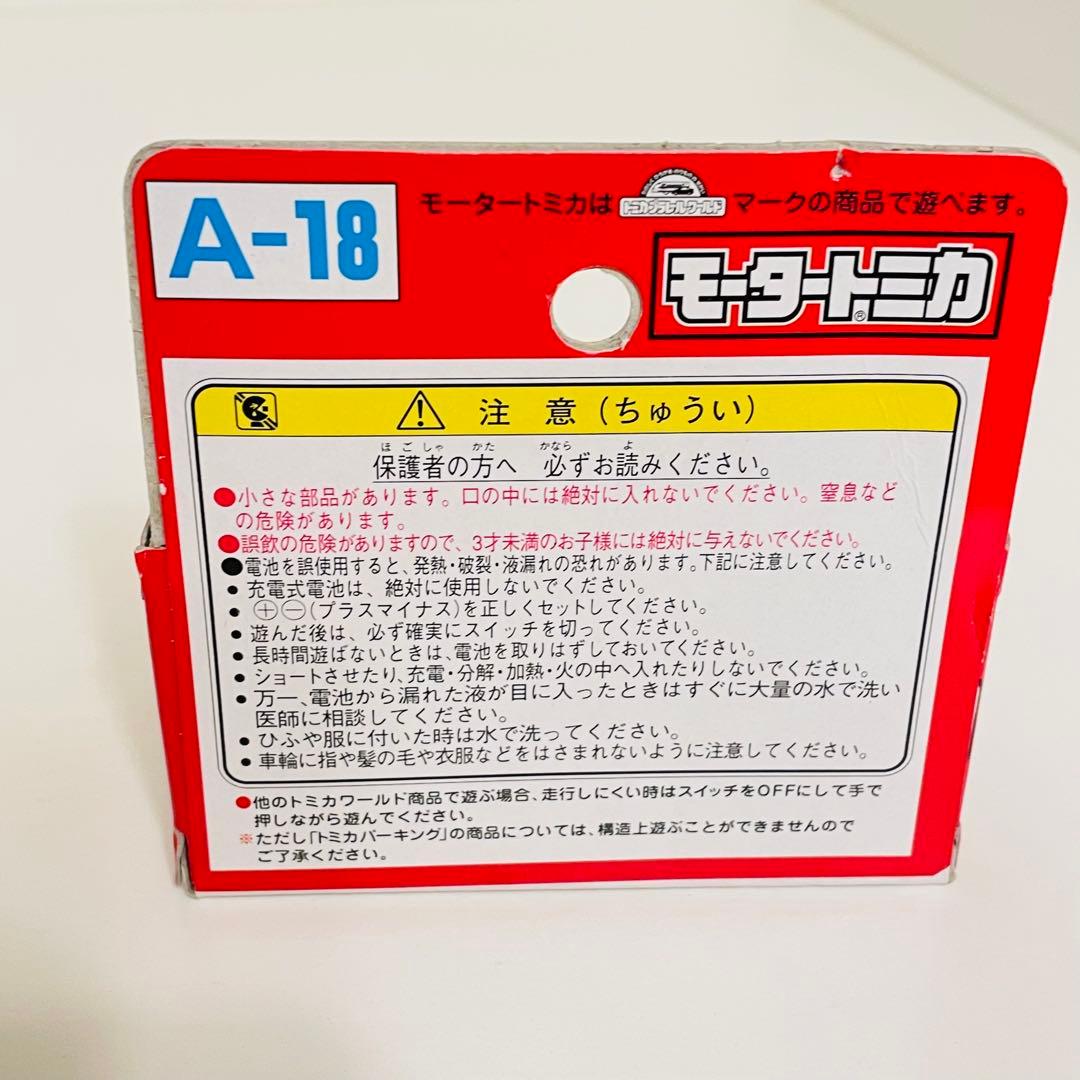 A-18
モータートミカは トミカプラレールワールド マークの商品で遊べます。
モータートミカ®
注 意 (ちゅうい)
ほごしゃ かた かなら よ
保護者の方へ 必ずお読みください。
●小さな部品があります。口の中には絶対に入れないでください。窒息など
の危険があります。
●誤飲の危険がありますので、3才未満のお子様には絶対に与えないでください。
●電池を誤使用すると、発熱・破裂・液漏れの恐れがあります。下記に注意してください。
• 充電式電池は、絶対に使用しないでください。
• ⊕⊖(プラスマイナス)を正しくセットしてください。
• 遊んだ後は、必ず確実にスイッチを切ってください。
• 長時間遊ばないときは、電池を取りはずしておいてください。
• ショートさせたり、充電・分解・加熱・火の中へ入れたりしないでください。
• 万一、電池から漏れた液が目に入ったときはすぐに大量の水で洗い
医師に相談してください。
• ひふや服に付いた時は水で洗ってください。
• 車輪に指や髪の毛や衣服などをはさまれないように注意してください。
●他のトミカワールド商品で遊ぶ場合、走行しにくい時はスイッチをOFFにして手で
押しながら遊んでください。
※ただし「トミカパーキング」の商品については、構造上遊ぶことができませんので
ご了承ください。